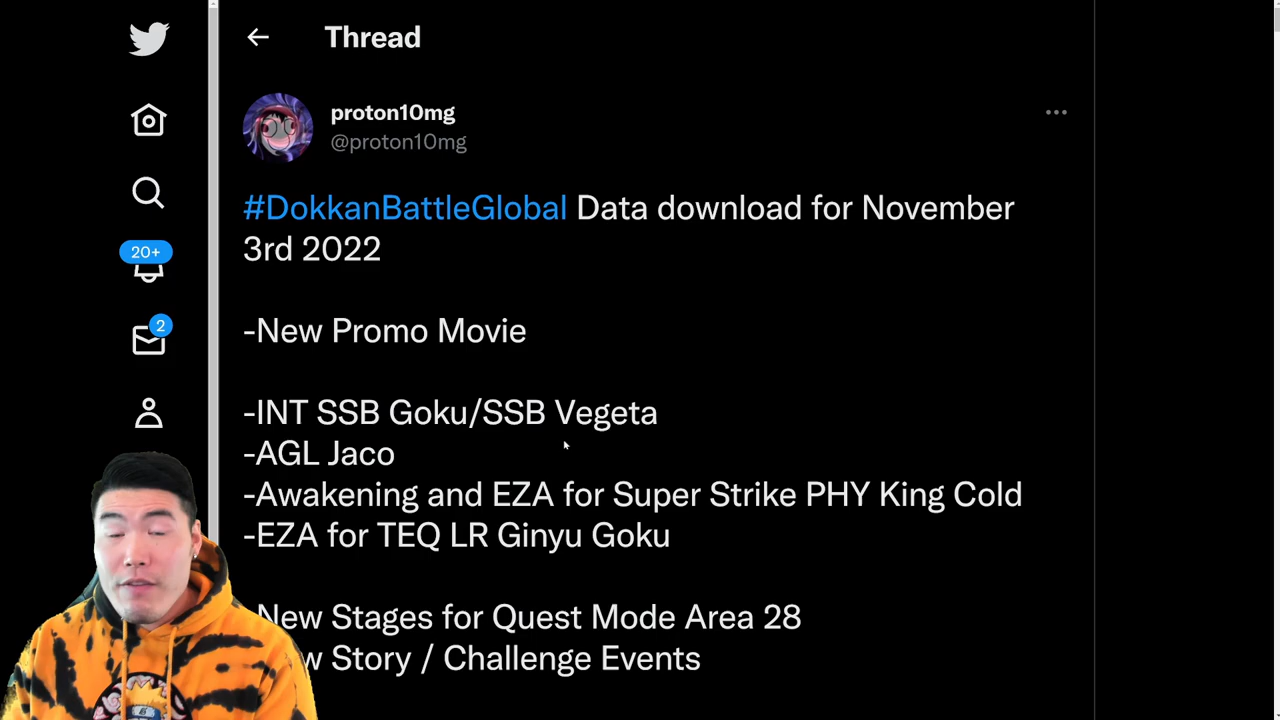 Thread
proton10mg
@proton10mg
#DokkanBattleGlobal Data download for November
3rd 2022
20+
-New Promo Movie
2
-INT SSB Goku/SSB Vegeta
-AGL Jaco
-Awakening and EZA for Super Strike PHY King Cold
-EZA for TEQ LR Ginyu Goku
New Stages for Quest Mode Area 28
Story / Challenge Events